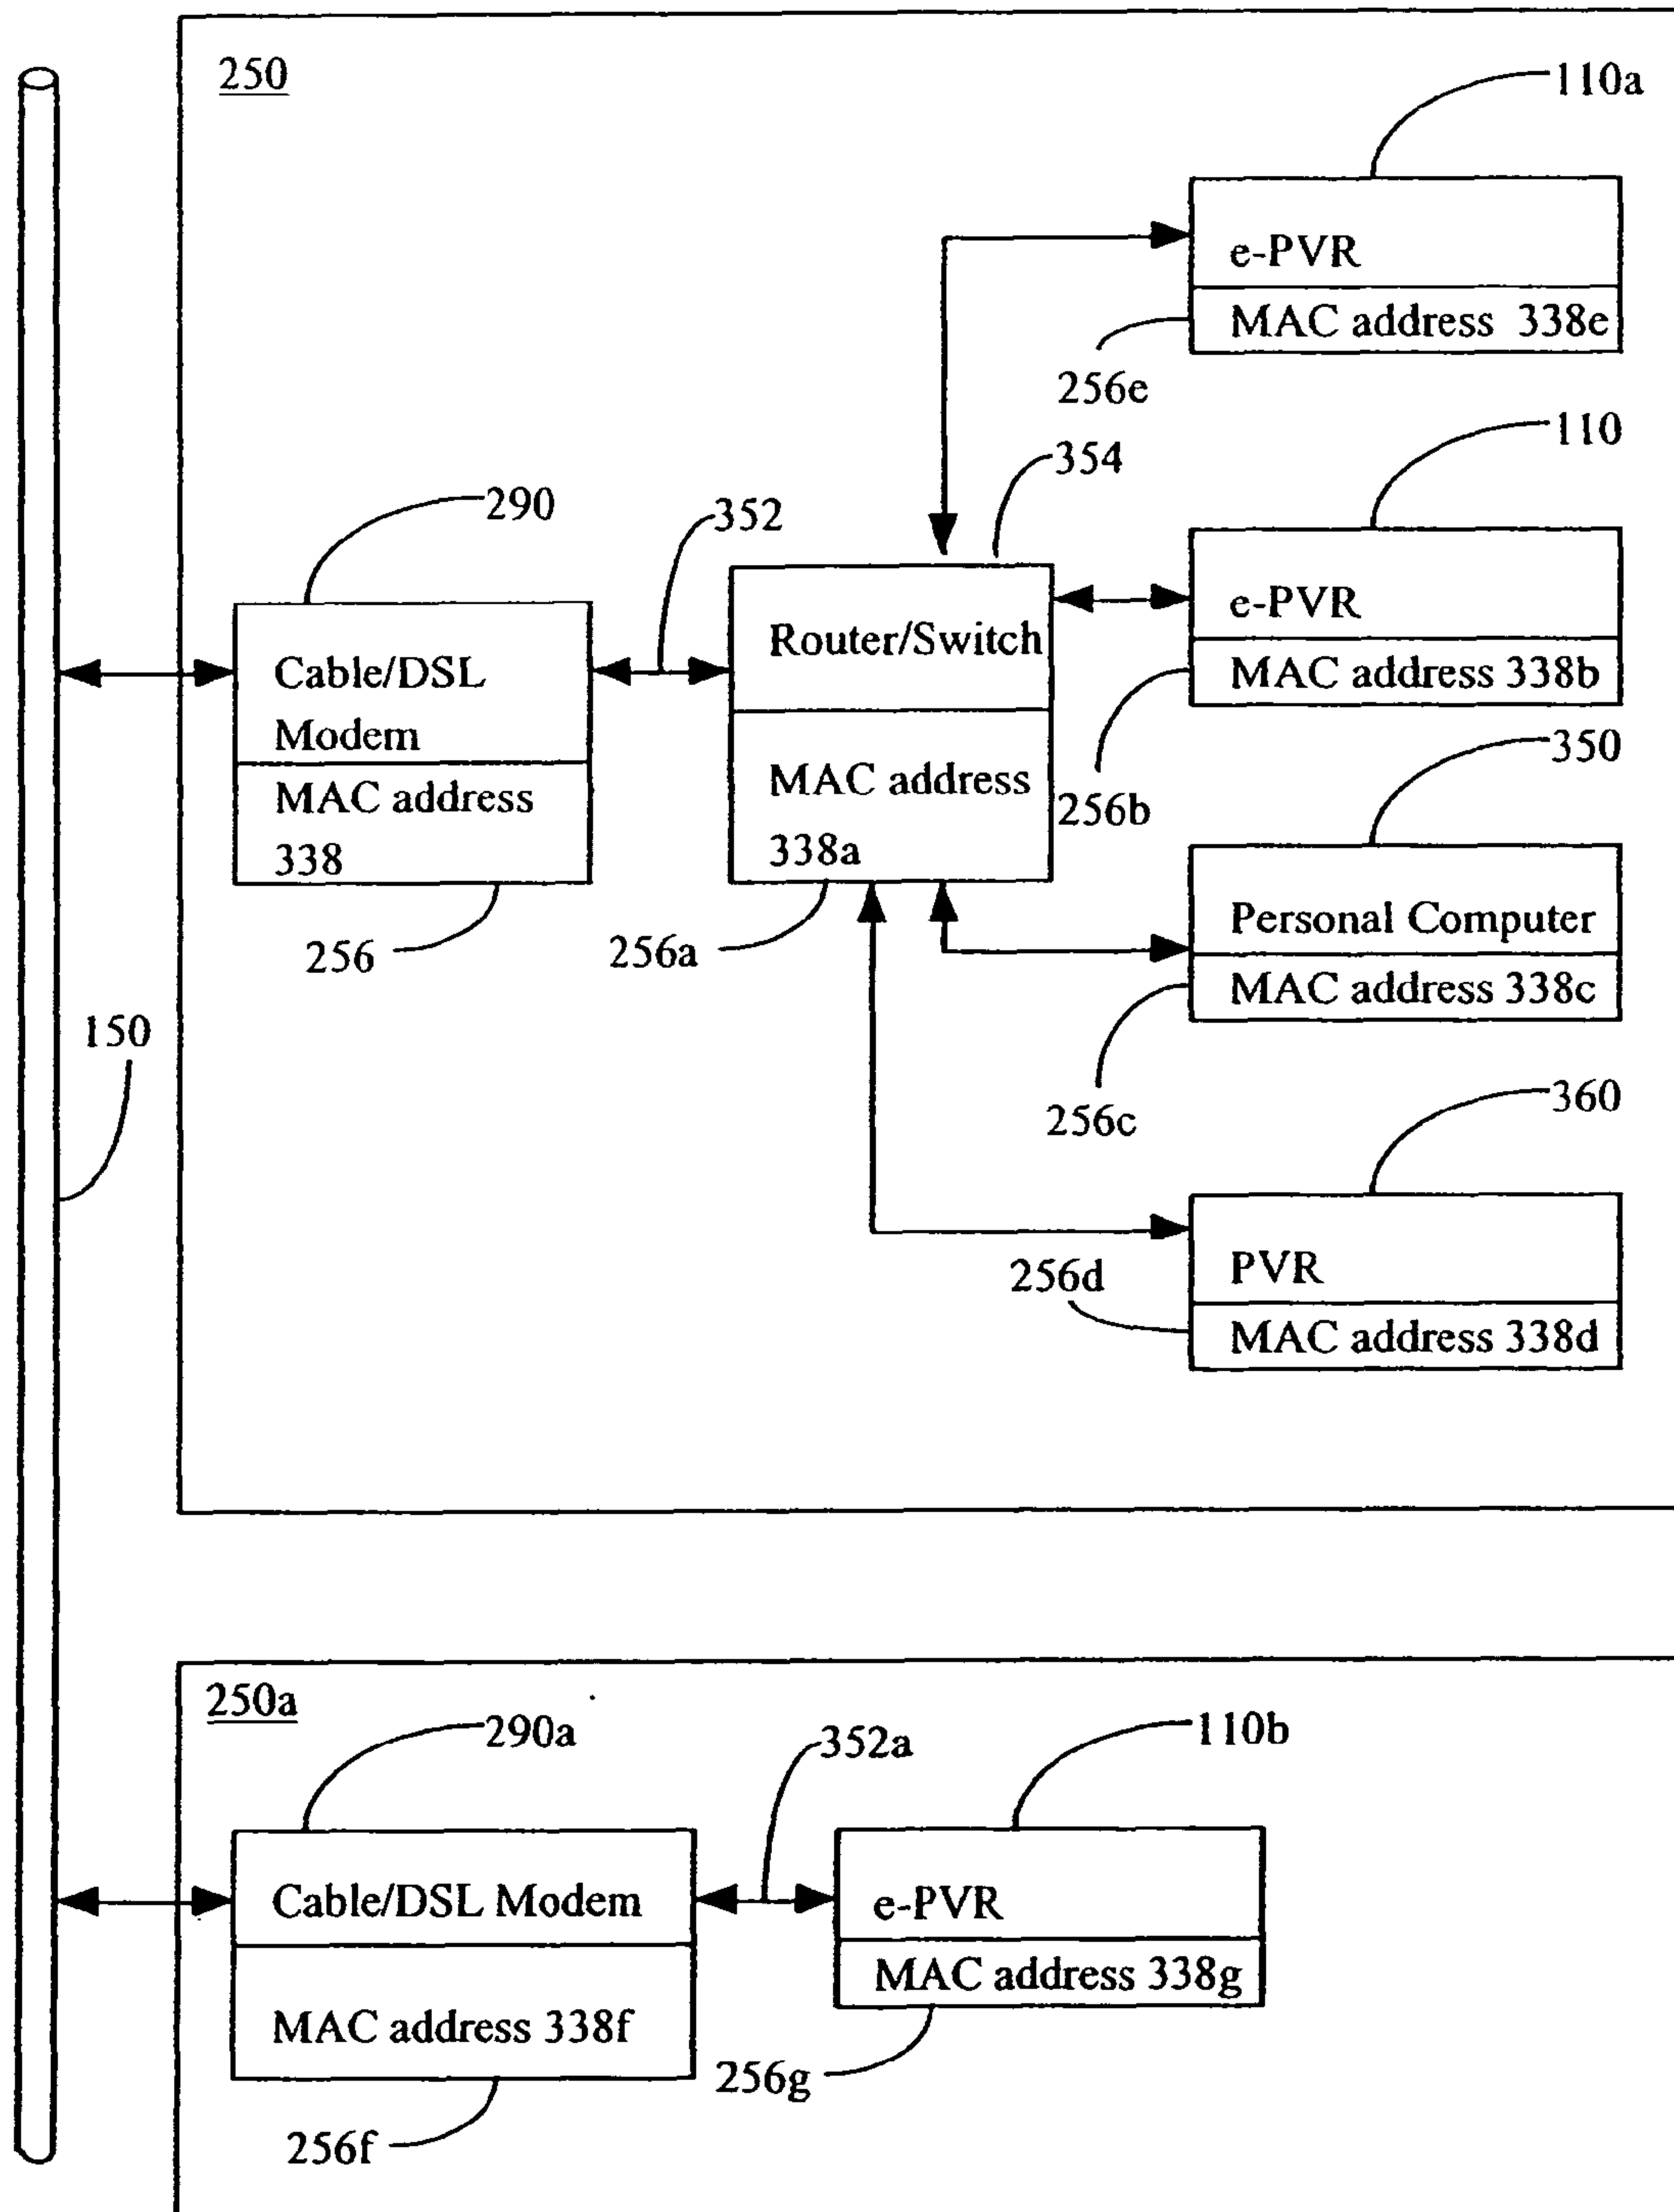 250
110a
e-PVR
MAC address 338e
256e
110
354
290
352
e-PVR
Router/Switch
Cable/DSL
Modem
MAC address 338b
350
MAC address
338
MAC address
338a
256b
Personal Computer
256
256a
MAC address 338c
150
256c
360
256d
PVR
MAC address 338d
250a
290a
352a
110b
Cable/DSL Modem
e-PVR
MAC address 338g
MAC address 338f
256g
256f